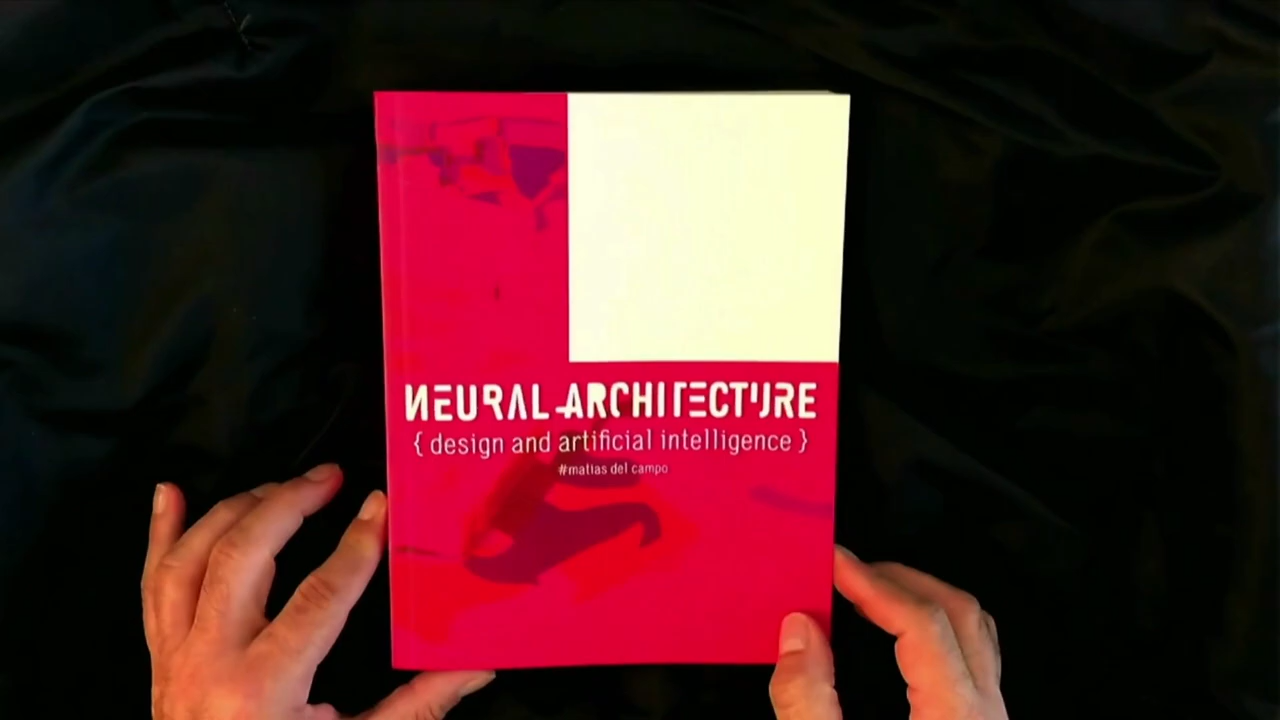 NEURAL ARCHITECTURE
{ design and artificial intelligence }
#matias del campo